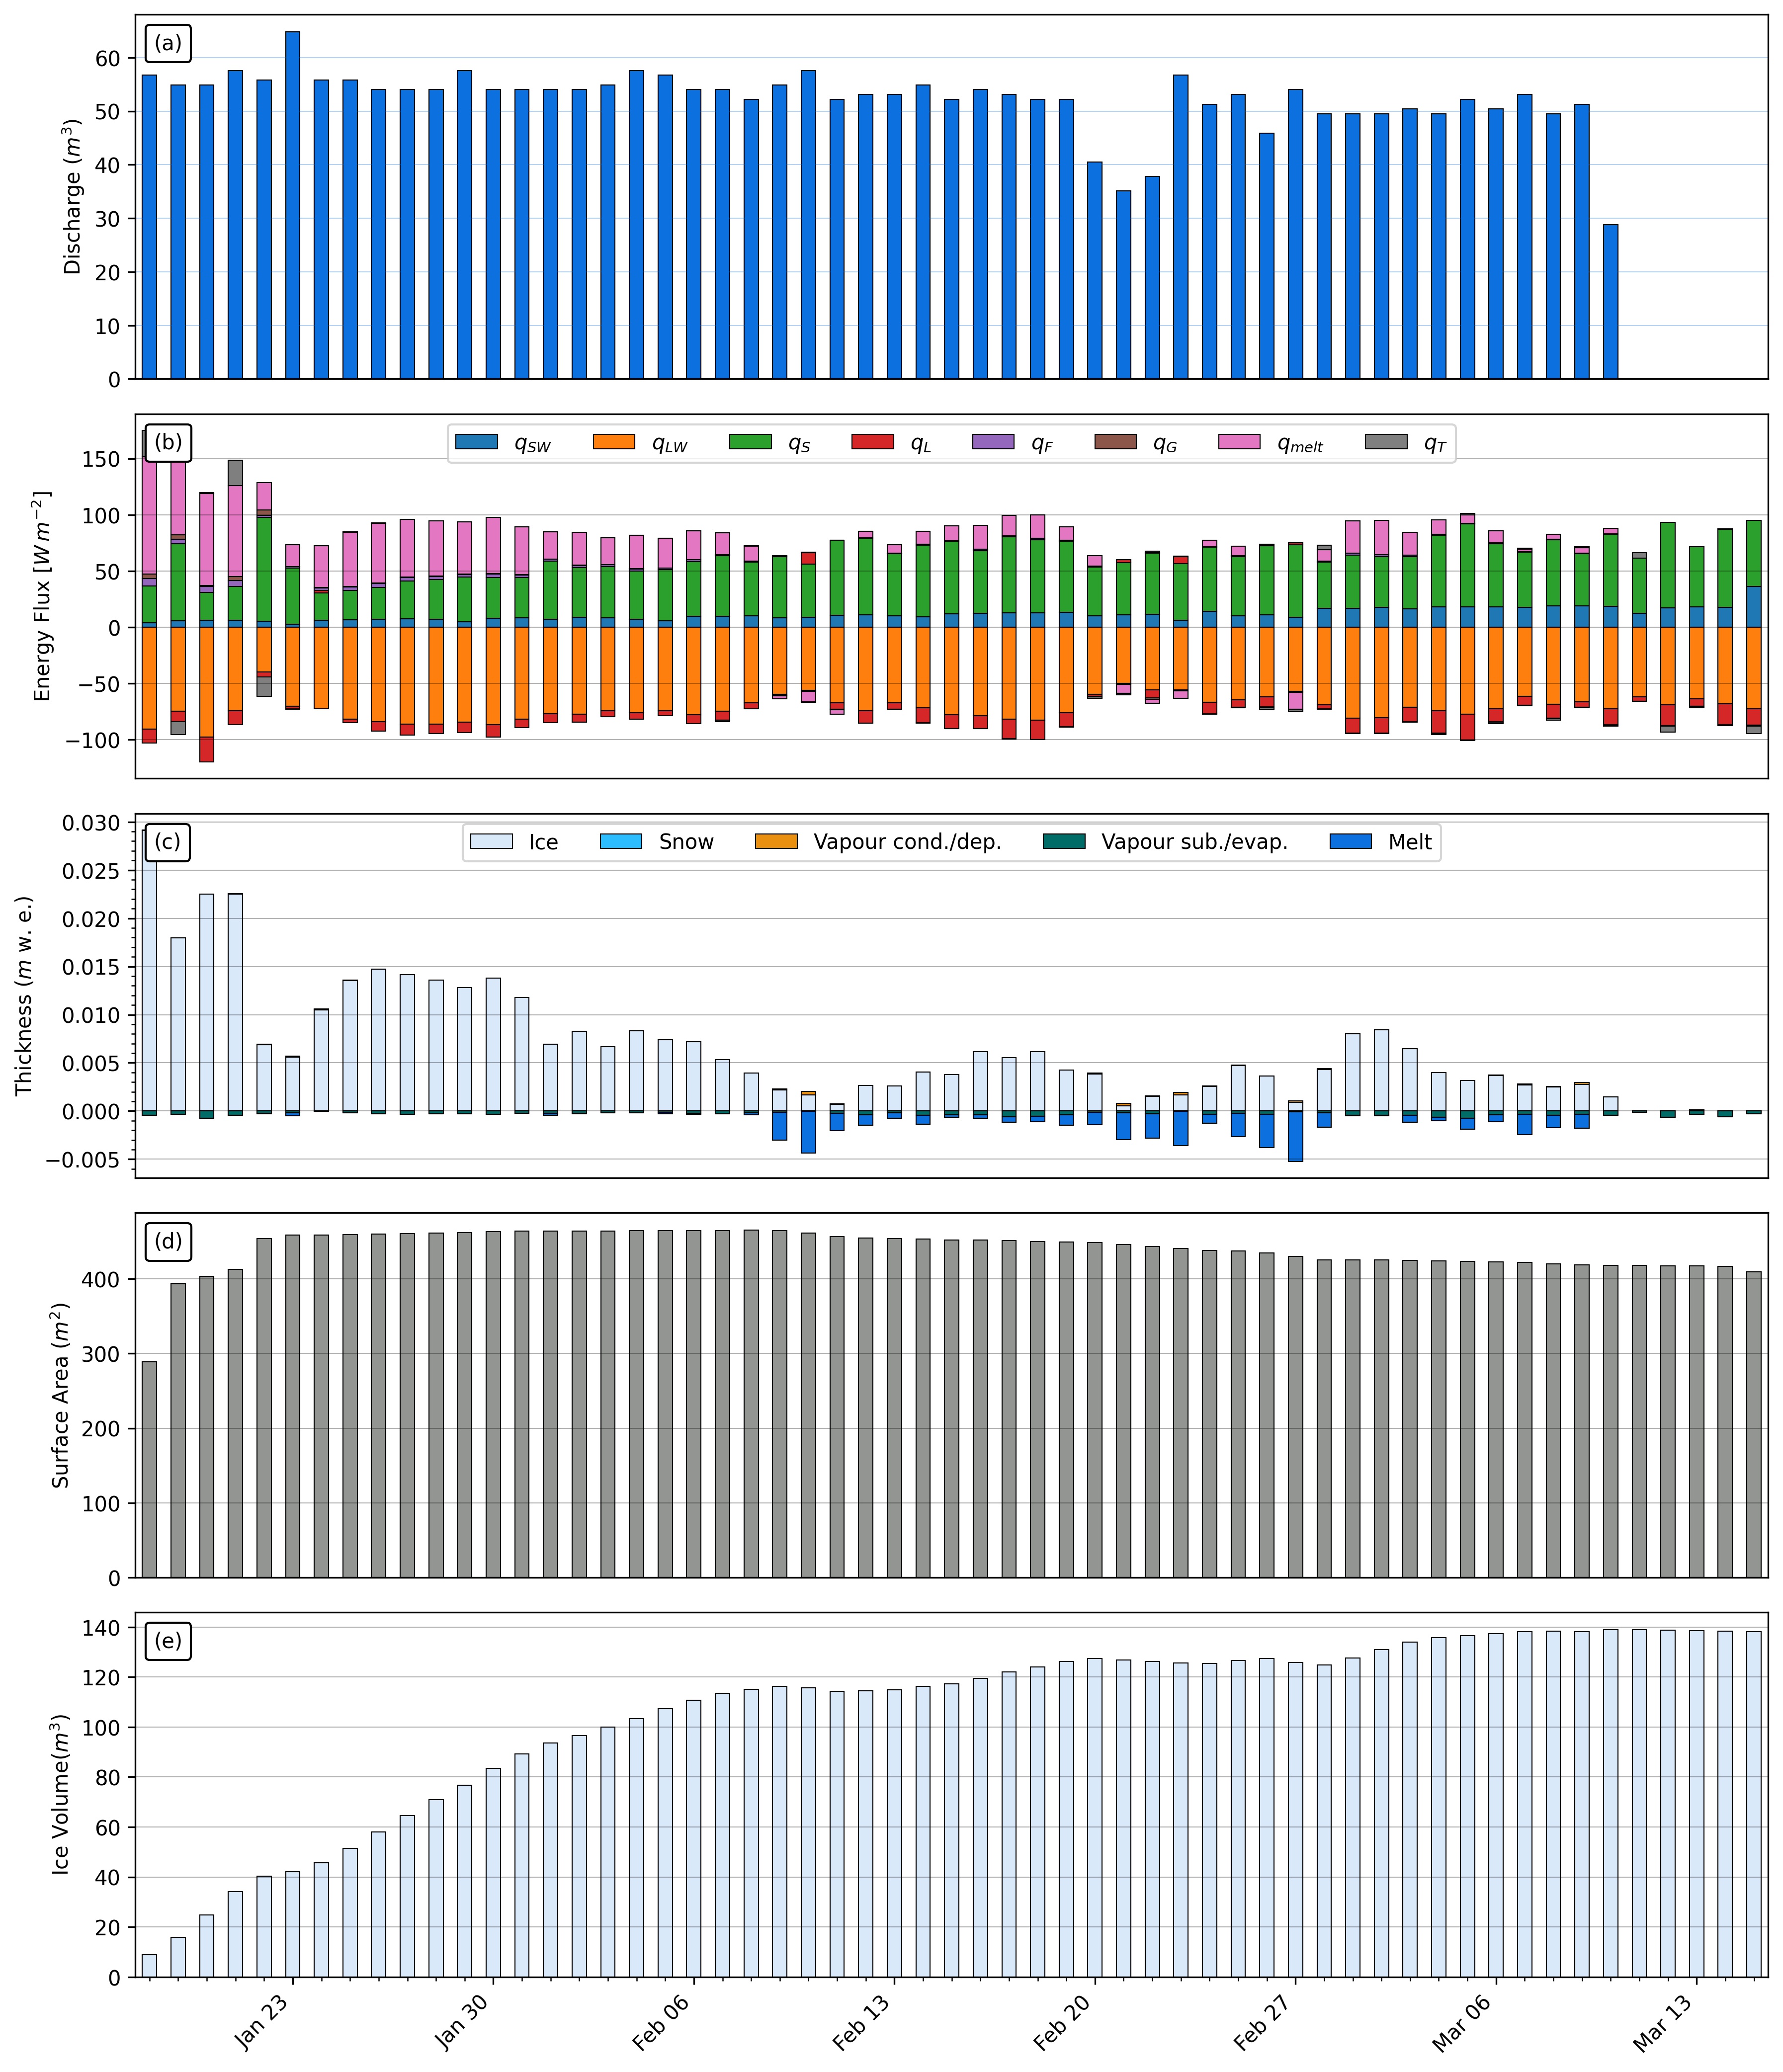 (a)
Discharge (m³)
60
50
40
30
20
10
0
(b)
q_SW q_LW q_S q_L q_F q_G q_melt q_T
Energy Flux [W m⁻²]
150
100
50
0
−50
−100
(c)
Ice Snow Vapour cond./dep. Vapour sub./evap. Melt
Thickness (m w. e.)
0.030
0.025
0.020
0.015
0.010
0.005
0.000
−0.005
(d)
Surface Area (m²)
400
300
200
100
0
(e)
Ice Volume(m³)
140
120
100
80
60
40
20
0
Jan 23 Jan 30 Feb 06 Feb 13 Feb 20 Feb 27 Mar 06 Mar 13